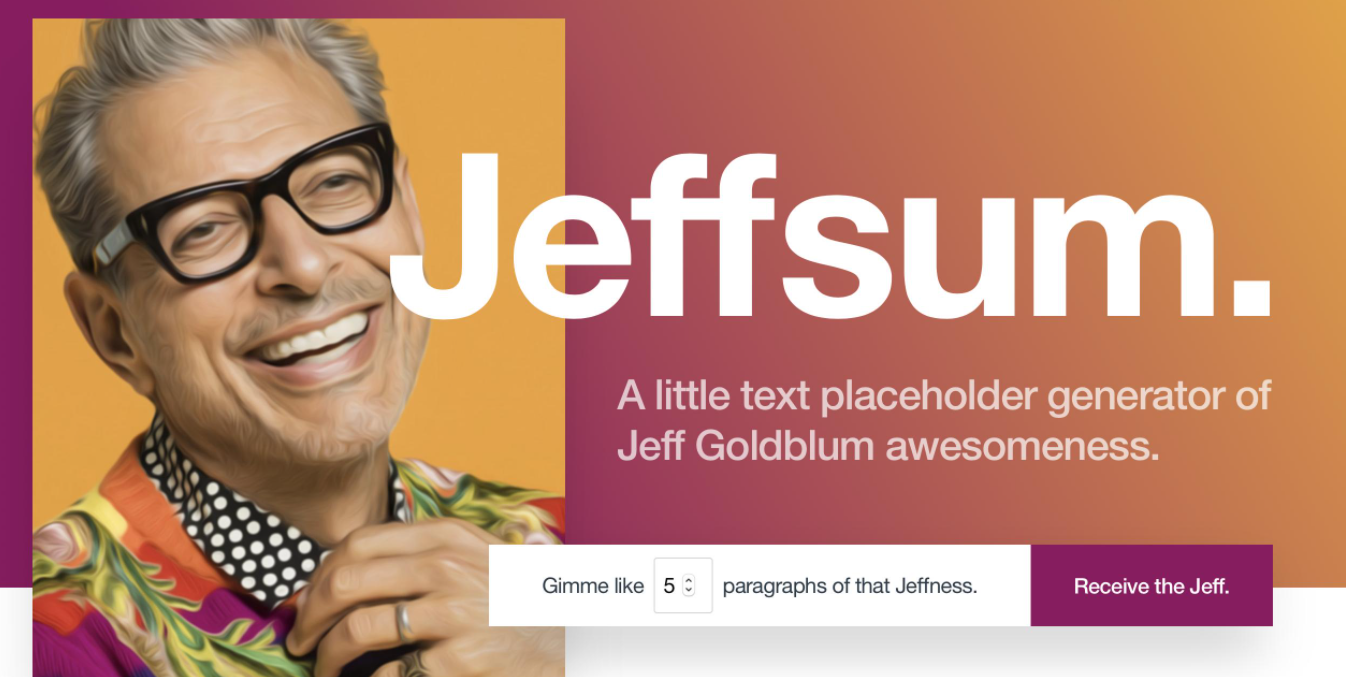 Jeffsum.
A little text placeholder generator of
Jeff Goldblum awesomeness.
Gimme like 5 paragraphs of that Jeffness. Receive the Jeff.